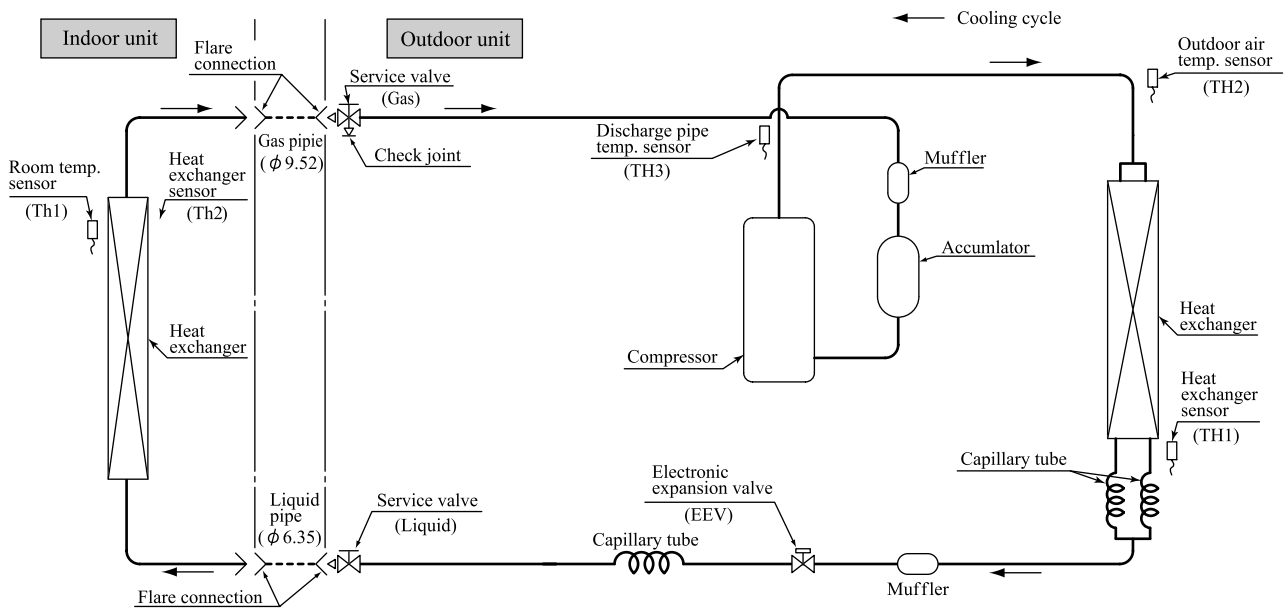 Cooling cycle
Indoor unit
Outdoor unit
Flare
connection
Service valve
(Gas)
Outdoor air
temp. sensor
(TH2)
Gas pipie
(ϕ9.52)
Check joint
Discharge pipe
temp. sensor
(TH3)
Muffler
Room temp.
sensor
(Th1)
Heat
exchanger
sensor
(Th2)
Accumlator
Heat
exchanger
Compressor
Heat
exchanger
Heat
exchanger
sensor
(TH1)
Capillary tube
Electronic
expansion valve
(EEV)
Liquid
pipe
(ϕ6.35)
Service valve
(Liquid)
Capillary tube
Muffler
Flare connection